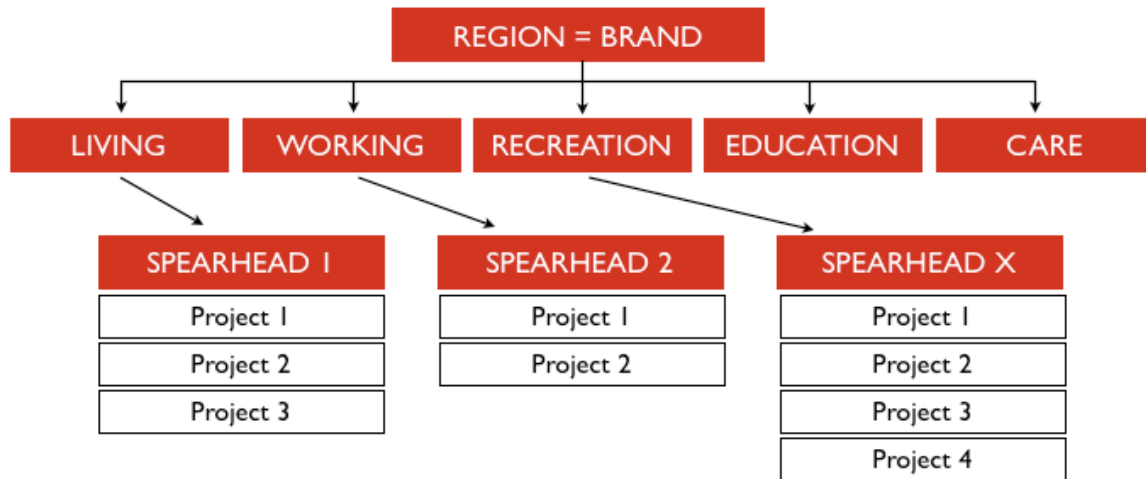 REGION = BRAND
LIVING
WORKING
RECREATION
EDUCATION
CARE
SPEARHEAD 1
Project 1
Project 2
Project 3
SPEARHEAD 2
Project 1
Project 2
SPEARHEAD X
Project 1
Project 2
Project 3
Project 4